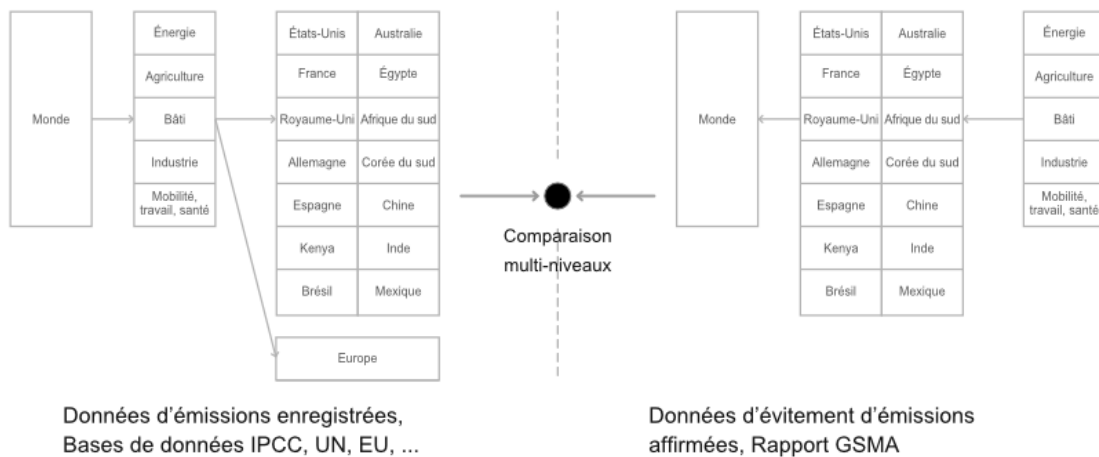 Monde
Énergie
Agriculture
Bâti
Industrie
Mobilité,
travail, santé
États-Unis
Australie
France
Égypte
Royaume-Uni
Afrique du sud
Allemagne
Corée du sud
Espagne
Chine
Kenya
Inde
Brésil
Mexique
Europe
Données d'émissions enregistrées,
Bases de données IPCC, UN, EU, ...
Comparaison
multi-niveaux
Monde
États-Unis
Australie
France
Égypte
Royaume-Uni
Afrique du sud
Allemagne
Corée du sud
Espagne
Chine
Kenya
Inde
Brésil
Mexique
Énergie
Agriculture
Bâti
Industrie
Mobilité,
travail, santé
Données d'évitement d'émissions
affirmées, Rapport GSMA